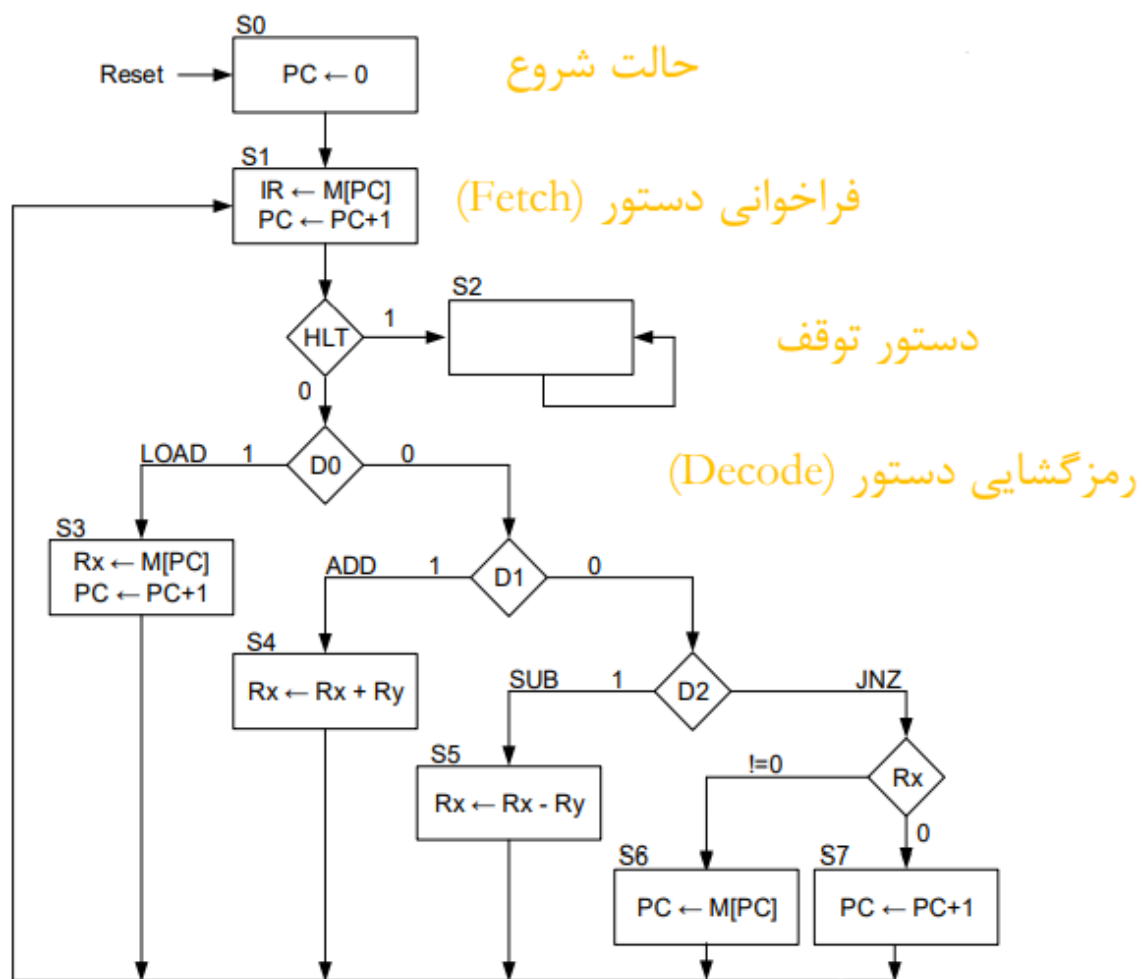 S0
Reset
PC ← 0
حالت شروع
S1
IR ← M[PC]
PC ← PC+1
فراخوانی دستور (Fetch)
S2
HLT
1
دستور توقف
0
LOAD
1
D0
0
رمزگشایی دستور (Decode)
S3
Rx ← M[PC]
PC ← PC+1
ADD
1
D1
0
S4
Rx ← Rx + Ry
SUB
1
D2
JNZ
S5
Rx ← Rx - Ry
!=0
Rx
0
S6
PC ← M[PC]
S7
PC ← PC+1